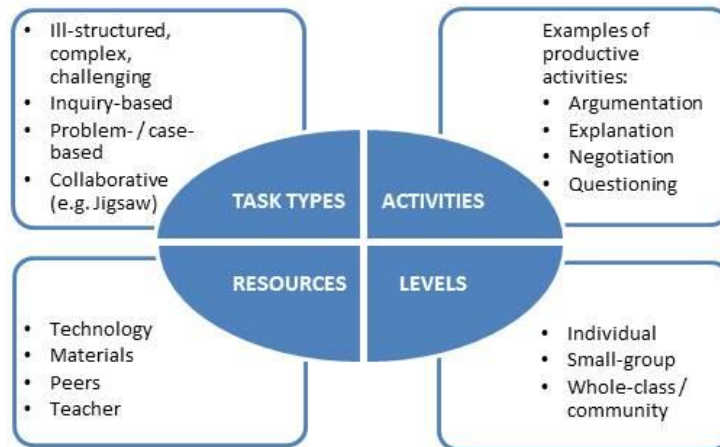 • Ill-structured,
complex,
challenging
• Inquiry-based
• Problem- / case-
based
• Collaborative
(e.g. Jigsaw)
Examples of
productive
activities:
• Argumentation
• Explanation
• Negotiation
• Questioning
TASK TYPES
ACTIVITIES
RESOURCES
LEVELS
• Technology
• Materials
• Peers
• Teacher
• Individual
• Small-group
• Whole-class /
community